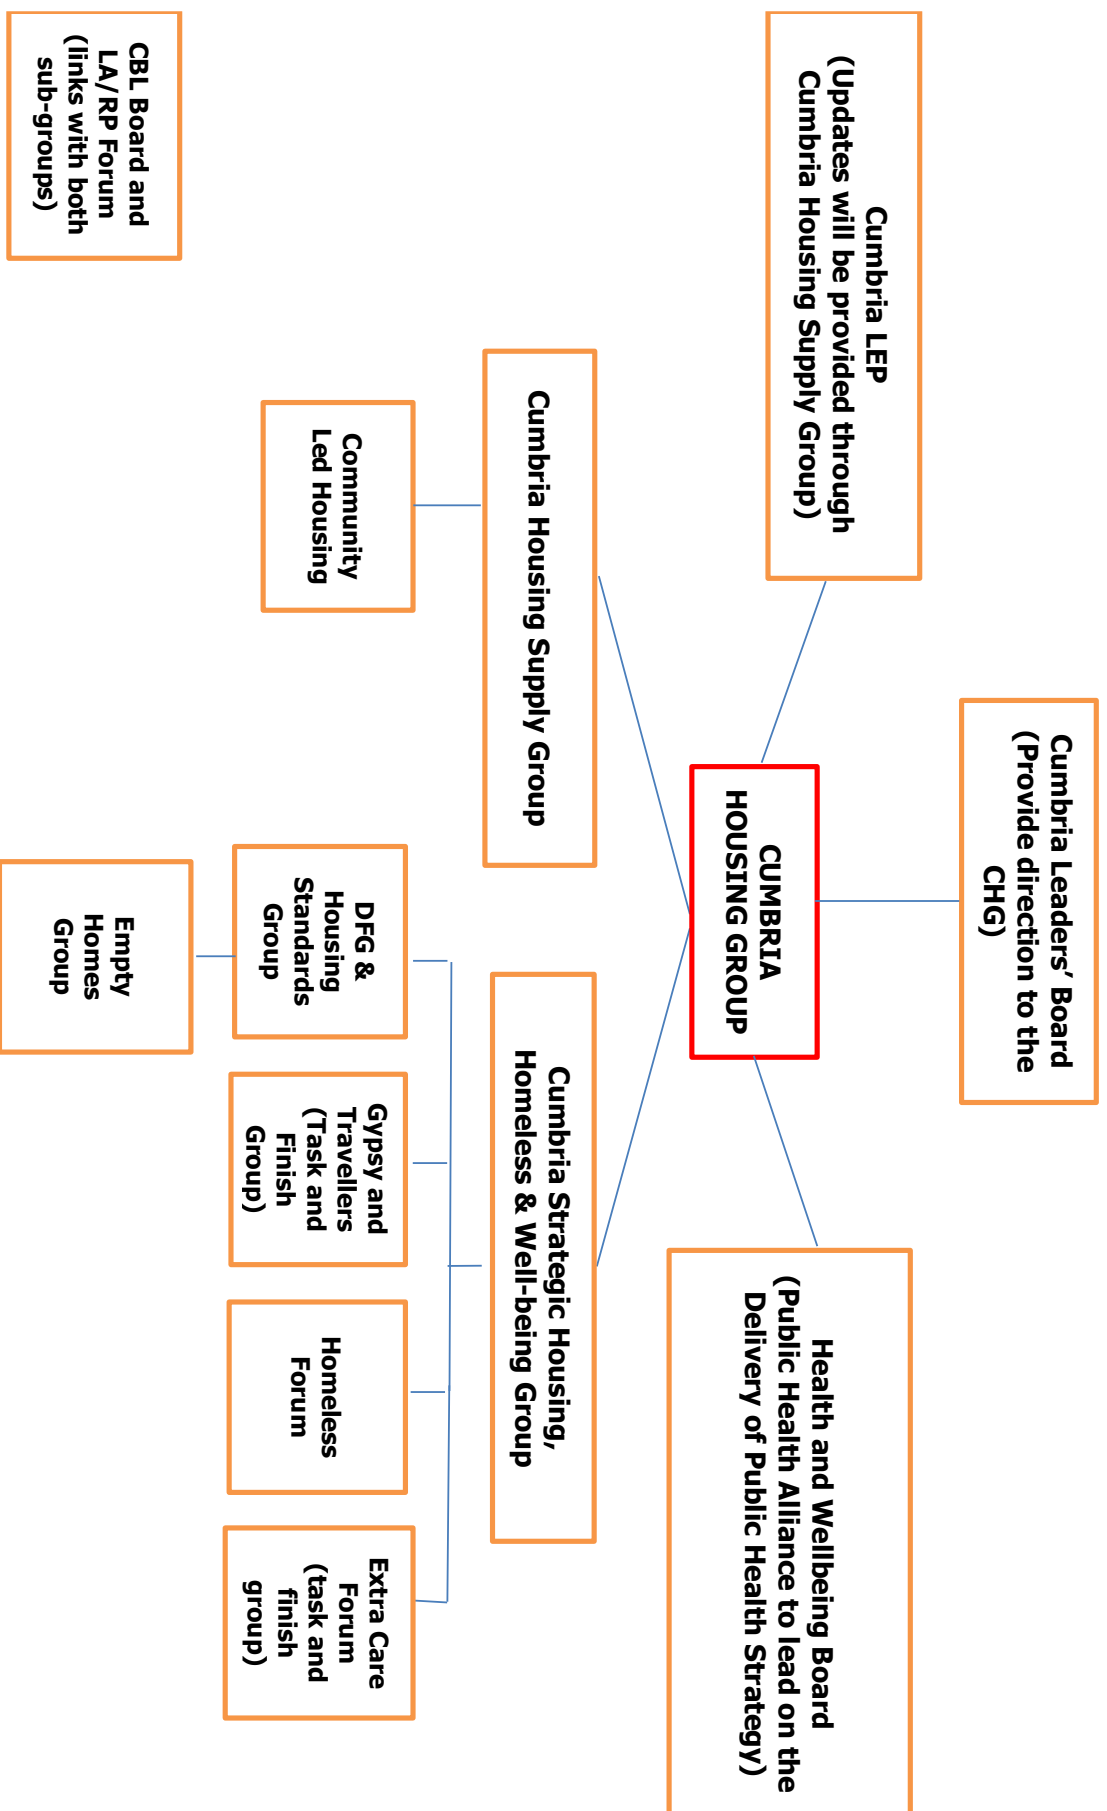 Cumbria Leaders’ Board
(Provide direction to the
CHG)
Cumbria LEP
(Updates will be provided through
Cumbria Housing Supply Group)
CUMBRIA
HOUSING GROUP
Health and Wellbeing Board
(Public Health Alliance to lead on the
Delivery of Public Health Strategy)
Cumbria Housing Supply Group
Cumbria Strategic Housing,
Homeless & Well-being Group
Community
Led Housing
DFG &
Housing
Standards
Group
Gypsy and
Travellers
(Task and
Finish
Group)
Homeless
Forum
Extra Care
Forum
(task and
finish
group)
CBL Board and
LA/RP Forum
(links with both
sub-groups)
Empty
Homes
Group